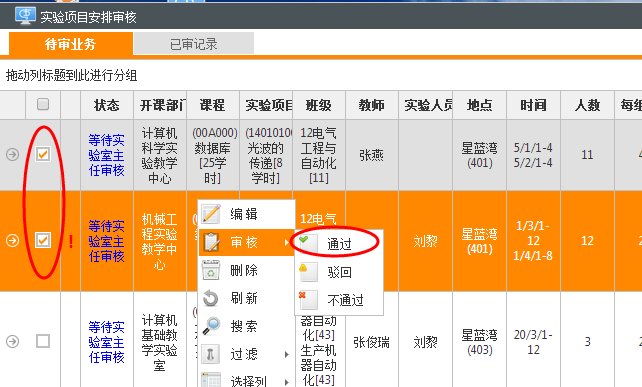 实验项目安排审核
待审业务
已审记录
拖动列标题到此进行分组
状态 开课部门 课程 实验项目 班级 教师 实验人员 地点 时间 人数 每组
等待实
验室主
任审核
计算机
科学实
验教学
中心
(00A000)
数据库
[25学
时]
(1401010
光波的
传递[8
学时]
12电气
工程与
自动化
[11]
张燕
星蓝湾
(401)
5/1/1-4
5/2/1-4
11
4
!
等待实
验室主
任审核
机械工
程实验
教学中
心
12电气
刘黎
星蓝湾
(401)
1/3/1-
12
1/4/1-8
12
2
编辑
审核
删除
刷新
搜索
过滤
选择列
通过
驳回
不通过
等待实
验室主
任审核
计算机
基础教
学实验
室
器自动
化[43]
生产机
器自动
化[43]
张俊瑞
刘黎
星蓝湾
(403)
20/3/1-
12
3
2